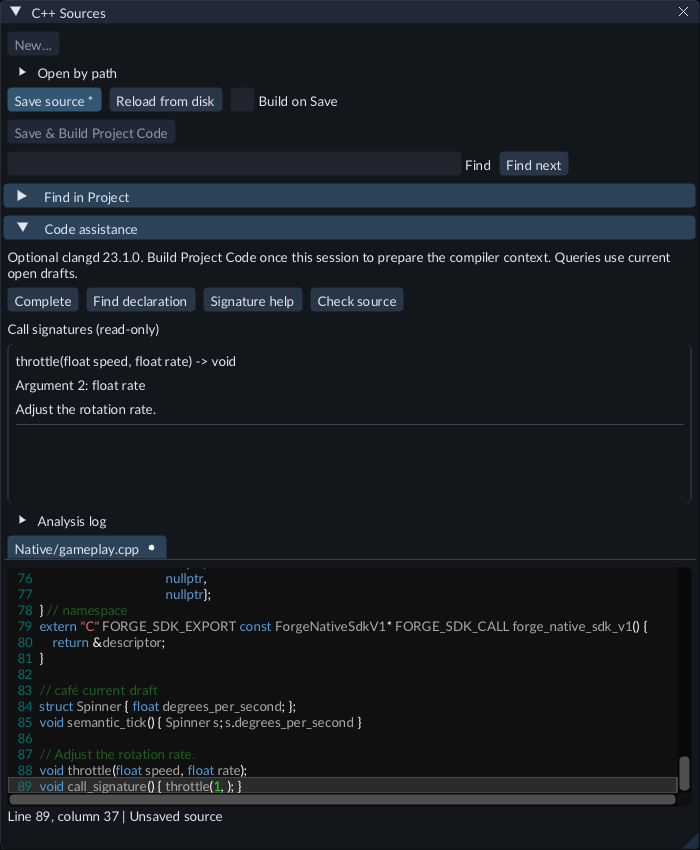 C++ Sources
New...
Open by path
Save source * Reload from disk Build on Save
Save & Build Project Code
Find Find next
Find in Project
Code assistance
Optional clangd 23.1.0. Build Project Code once this session to prepare the compiler context. Queries use current
open drafts.
Complete Find declaration Signature help Check source
Call signatures (read-only)
throttle(float speed, float rate) -> void
Argument 2: float rate
Adjust the rotation rate.
Analysis log
Native/gameplay.cpp
76 nullptr,
77 nullptr};
78 } // namespace
79 extern "C" FORGE_SDK_EXPORT const ForgeNativeSdkV1* FORGE_SDK_CALL forge_native_sdk_v1() {
80 return &descriptor;
81 }
82
83 // café current draft
84 struct Spinner { float degrees_per_second; };
85 void semantic_tick() { Spinner s; s.degrees_per_second }
86
87 // Adjust the rotation rate.
88 void throttle(float speed, float rate);
89 void call_signature() { throttle(1, ); }
Line 89, column 37 | Unsaved source